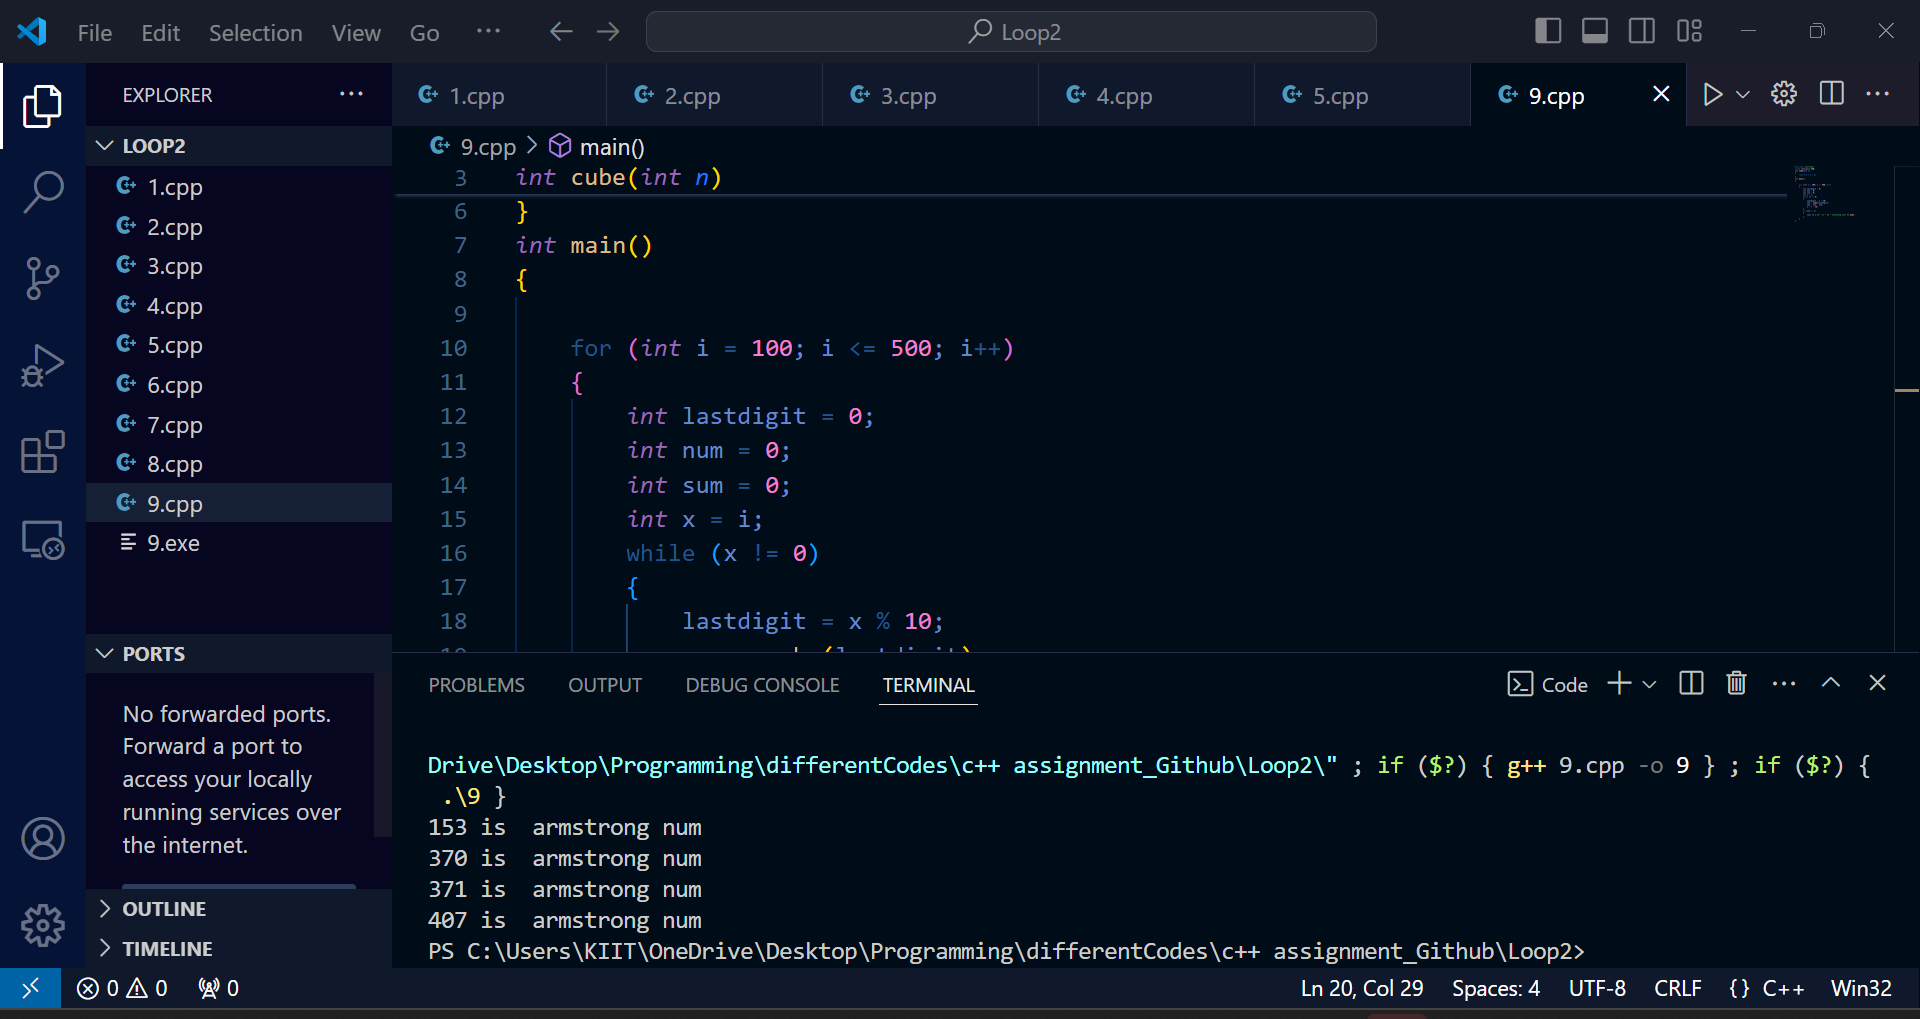 File Edit Selection View Go ··· Loop2
EXPLORER ···
LOOP2
1.cpp
2.cpp
3.cpp
4.cpp
5.cpp
6.cpp
7.cpp
8.cpp
9.cpp
9.exe
PORTS
No forwarded ports.
Forward a port to
access your locally
running services over
the internet.
OUTLINE
TIMELINE
1.cpp 2.cpp 3.cpp 4.cpp 5.cpp 9.cpp
9.cpp > main()
3 int cube(int n)
6 }
7 int main()
8 {
9
10 for (int i = 100; i <= 500; i++)
11 {
12 int lastdigit = 0;
13 int num = 0;
14 int sum = 0;
15 int x = i;
16 while (x != 0)
17 {
18 lastdigit = x % 10;
PROBLEMS OUTPUT DEBUG CONSOLE TERMINAL Code
Drive\Desktop\Programming\differentCodes\c++ assignment_Github\Loop2\" ; if ($?) { g++ 9.cpp -o 9 } ; if ($?) {
.\9 }
153 is  armstrong num
370 is  armstrong num
371 is  armstrong num
407 is  armstrong num
PS C:\Users\KIIT\OneDrive\Desktop\Programming\differentCodes\c++ assignment_Github\Loop2>
0 0 0 Ln 20, Col 29 Spaces: 4 UTF-8 CRLF {} C++ Win32